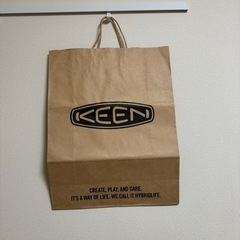 KEEN
CREATE, PLAY, AND CARE.
IT'S A WAY OF LIFE. WE CALL IT HYBRIDLIFE.